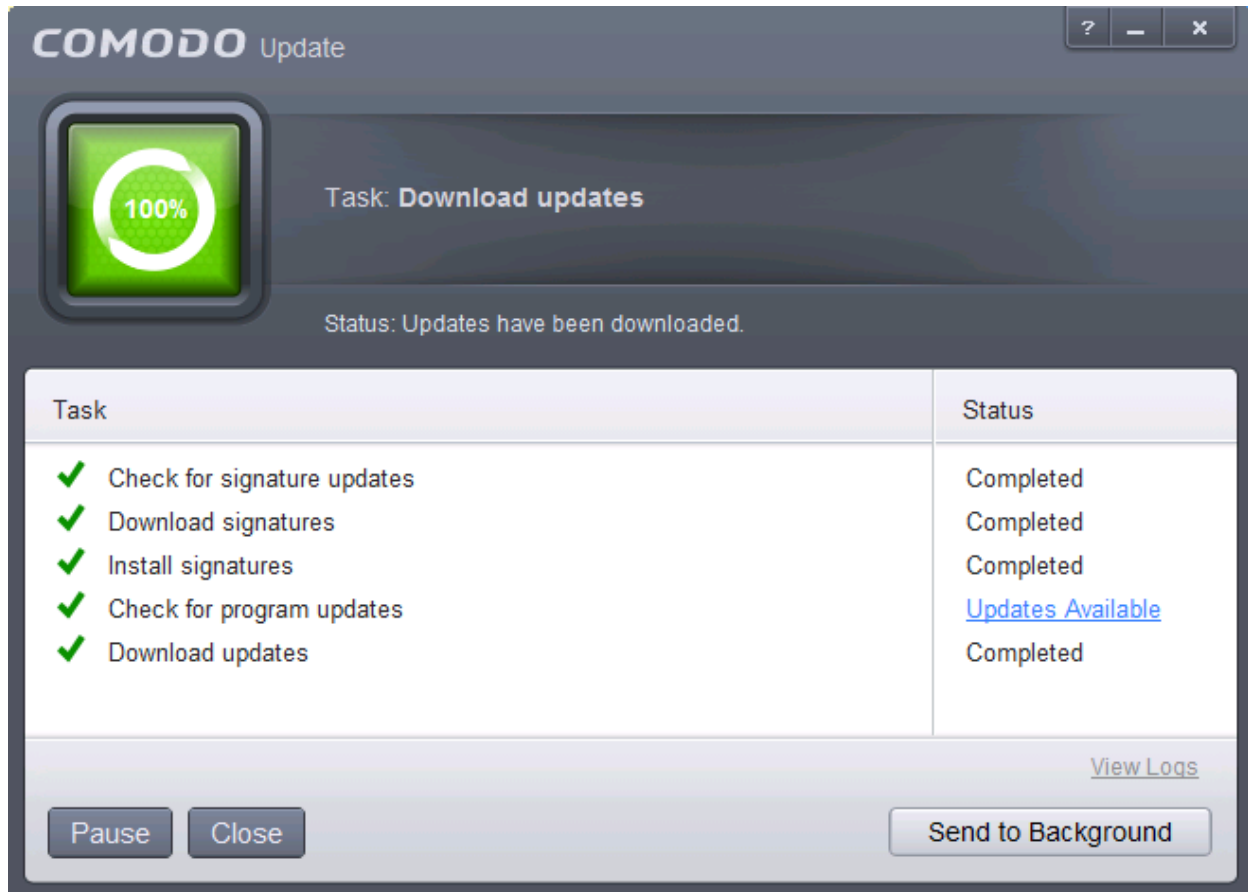 COMODO Update
? – x
100%
Task: Download updates
Status: Updates have been downloaded.
Task Status
Check for signature updates Completed
Download signatures Completed
Install signatures Completed
Check for program updates Updates Available
Download updates Completed
View Logs
Pause Close Send to Background